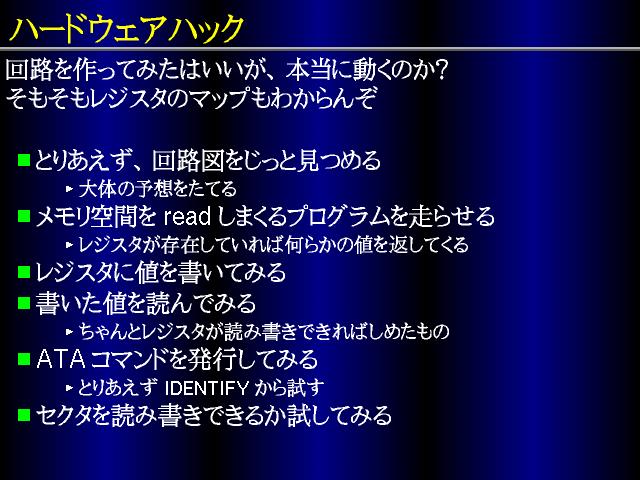 ハードウェアハック
回路を作ってみたはいいが、本当に動くのか?
そもそもレジスタのマップもわからんぞ
とりあえず、回路図をじっと見つめる
大体の予想をたてる
メモリ空間を read しまくるプログラムを走らせる
レジスタが存在していれば何らかの値を返してくる
レジスタに値を書いてみる
書いた値を読んでみる
ちゃんとレジスタが読み書きできればしめたもの
ATA コマンドを発行してみる
とりあえず IDENTIFY から試す
セクタを読み書きできるか試してみる